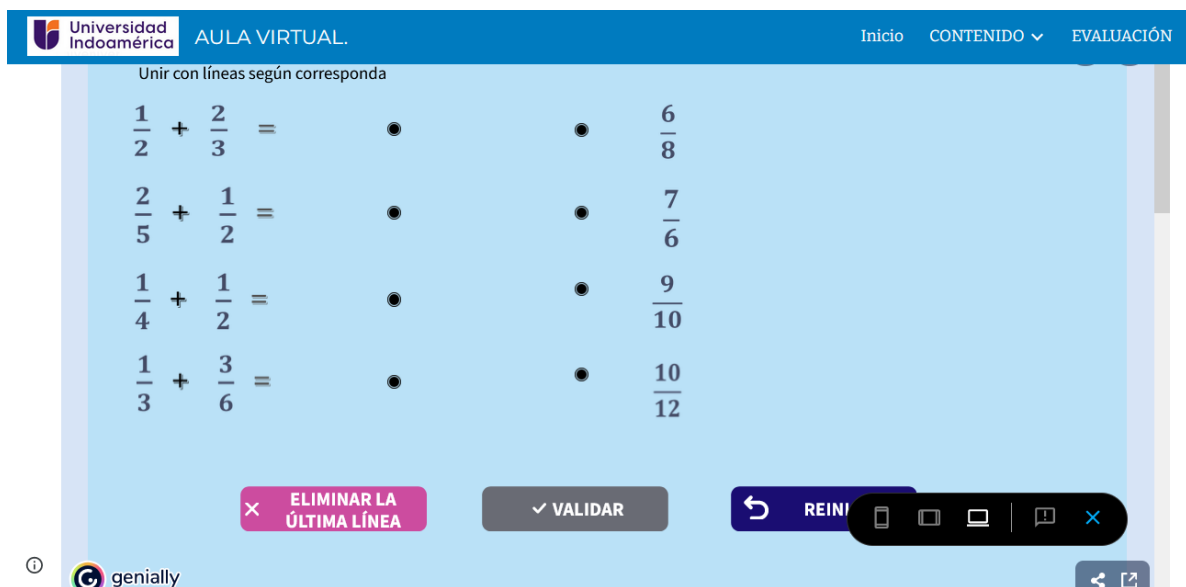 Universidad
Indoamérica
AULA VIRTUAL.
Inicio
CONTENIDO
EVALUACIÓN
Unir con líneas según corresponda
1/2 + 2/3 =
6/8
2/5 + 1/2 =
7/6
1/4 + 1/2 =
9/10
1/3 + 3/6 =
10/12
ELIMINAR LA
ÚLTIMA LÍNEA
VALIDAR
REINI
genially